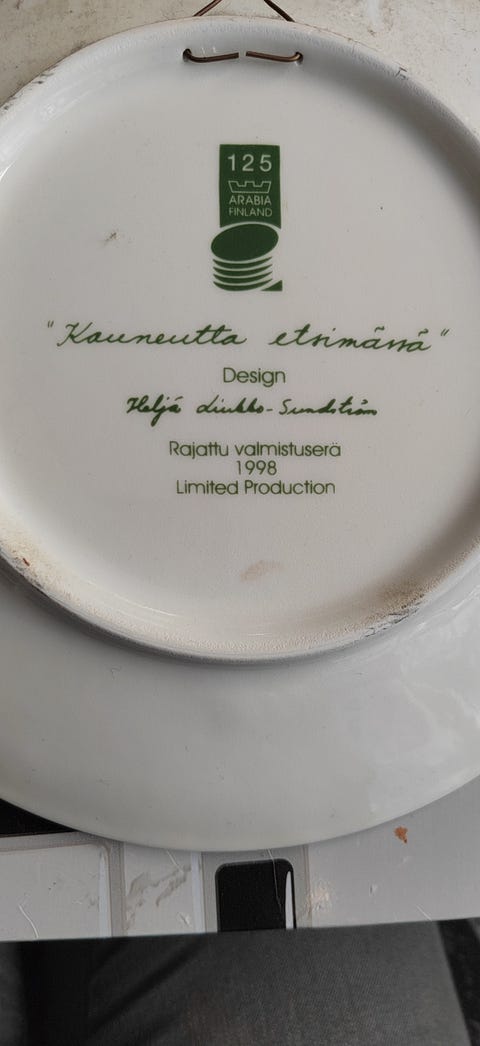 125
ARABIA
FINLAND
"Kauneutta etsimässä"
Design
Heljä Liukko-Sundström
Rajattu valmistuserä
1998
Limited Production